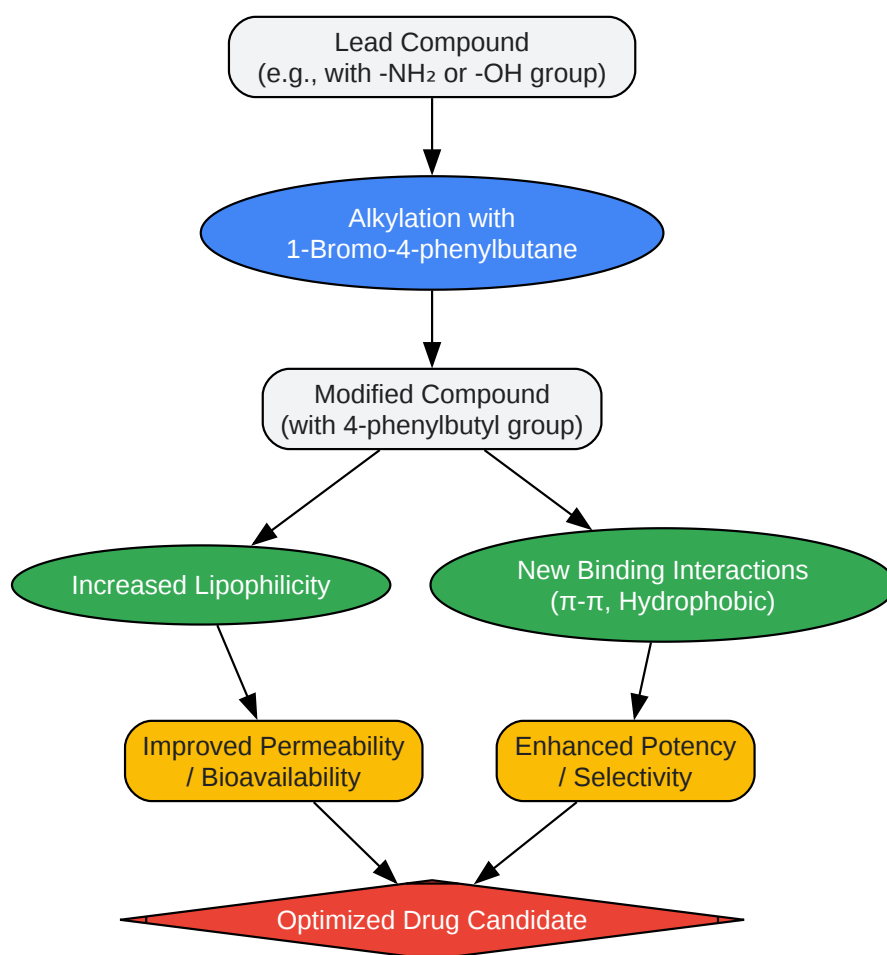 Lead Compound
(e.g., with -NH₂ or -OH group)
Alkylation with
1-Bromo-4-phenylbutane
Modified Compound
(with 4-phenylbutyl group)
Increased Lipophilicity
New Binding Interactions
(π-π, Hydrophobic)
Improved Permeability
/ Bioavailability
Enhanced Potency
/ Selectivity
Optimized Drug Candidate